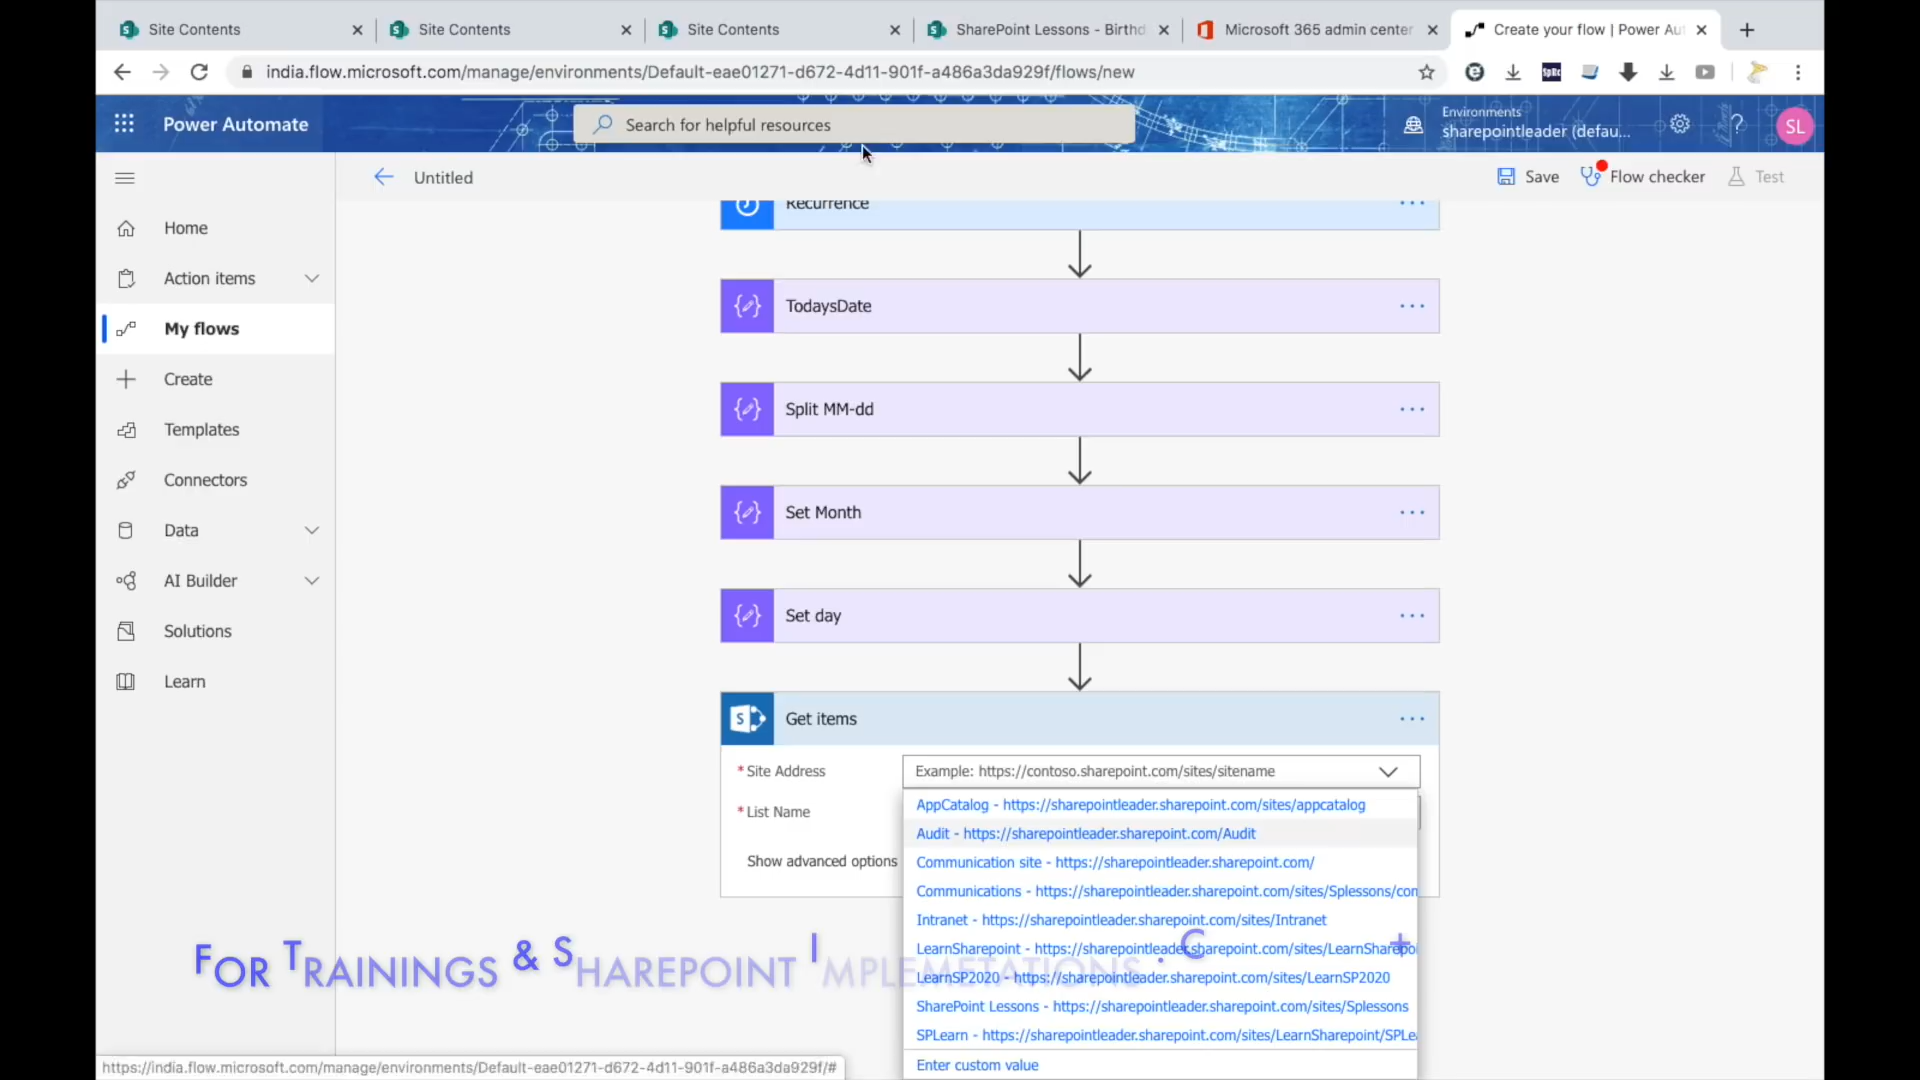 Site Contents
Site Contents
Site Contents
SharePoint Lessons - Birthd
Microsoft 365 admin center
Create your flow | Power Aut
india.flow.microsoft.com/manage/environments/Default-eae01271-d672-4d11-901f-a486a3da929f/flows/new
Power Automate
Search for helpful resources
Environments
sharepointleader (defau...
SL
Untitled
Save
Flow checker
Test
Home
Action items
My flows
Create
Templates
Connectors
Data
AI Builder
Solutions
Learn
Recurrence
TodaysDate
Split MM-dd
Set Month
Set day
Get items
* Site Address
Example: https://contoso.sharepoint.com/sites/sitename
* List Name
Show advanced options
AppCatalog - https://sharepointleader.sharepoint.com/sites/appcatalog
Audit - https://sharepointleader.sharepoint.com/Audit
Communication site - https://sharepointleader.sharepoint.com/
Communications - https://sharepointleader.sharepoint.com/sites/Splessons/com
Intranet - https://sharepointleader.sharepoint.com/sites/Intranet
LearnSharepoint - https://sharepointleader.sharepoint.com/sites/LearnSharepoi
LearnSP2020 - https://sharepointleader.sharepoint.com/sites/LearnSP2020
SharePoint Lessons - https://sharepointleader.sharepoint.com/sites/Splessons
SPLearn - https://sharepointleader.sharepoint.com/sites/LearnSharepoint/SPLea
Enter custom value
FOR TRAININGS & SHAREPOINT IMPLEMETATIONS : C +
https://india.flow.microsoft.com/manage/environments/Default-eae01271-d672-4d11-901f-a486a3da929f/#